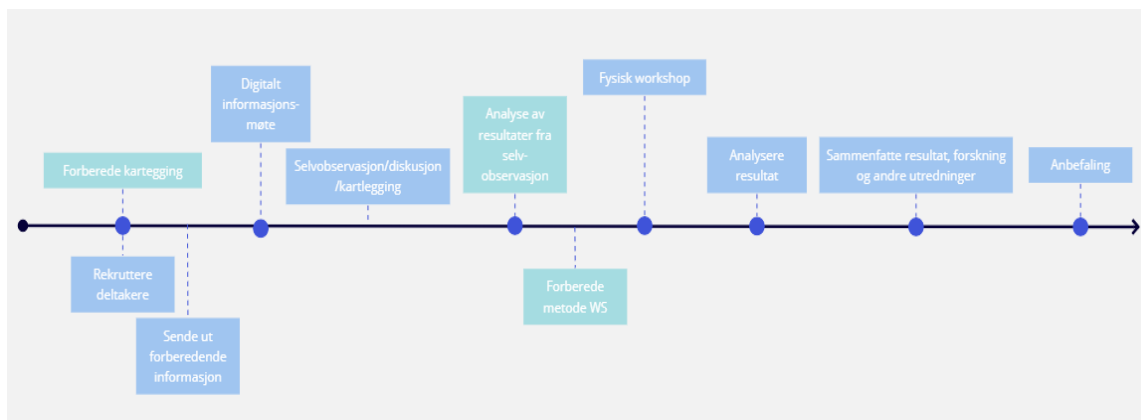 Forberede kartegging
Rekruttere
deltakere
Sende ut
forberedende
informasjon
Digitalt
informasjons-
møte
Selvobservasjon/diskusjon
/kartlegging
Analyse av
resultater fra
selv-
observasjon
Forberede
metode WS
Fysisk workshop
Analysere
resultat
Sammenfatte resultat, forskning
og andre utredninger
Anbefaling